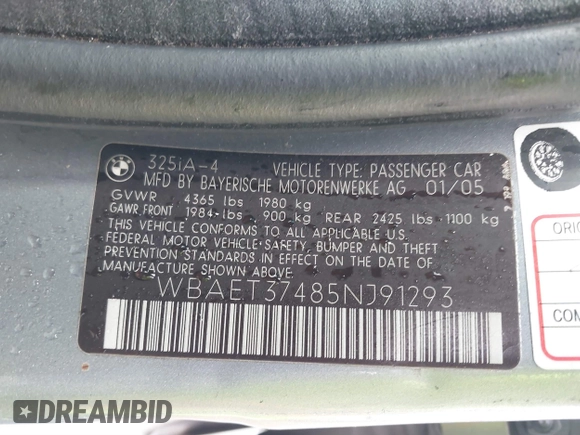 325iA-4 VEHICLE TYPE: PASSENGER CAR
MFD BY BAYERISCHE MOTORENWERKE AG 01/05
GVWR 4365 lbs 1980 kg
GAWR FRONT 1984 lbs 900 kg REAR 2425 lbs 1100 kg
THIS VEHICLE CONFORMS TO ALL APPLICABLE U.S.
FEDERAL MOTOR VEHICLE SAFETY, BUMPER AND THEFT
PREVENTION STANDARDS IN EFFECT ON THE DATE OF
MANUFACTURE SHOWN ABOVE.
WBAET37485NJ91293
ORIG
COM
DREAMBID